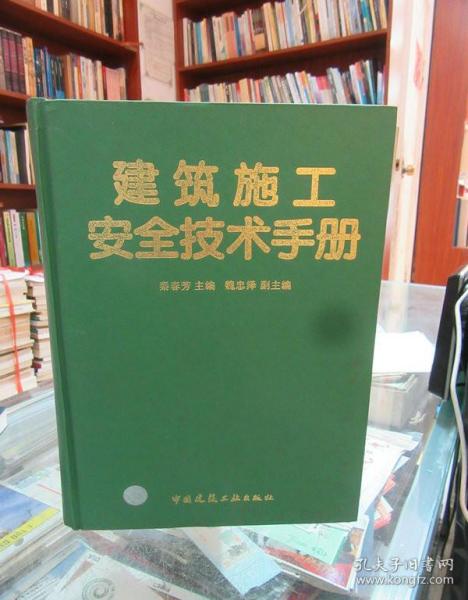 建筑施工
安全技术手册
秦春芳 主编 魏忠泽 副主编
中国建筑工业出版社
孔夫子旧书网
www.kongfz.com